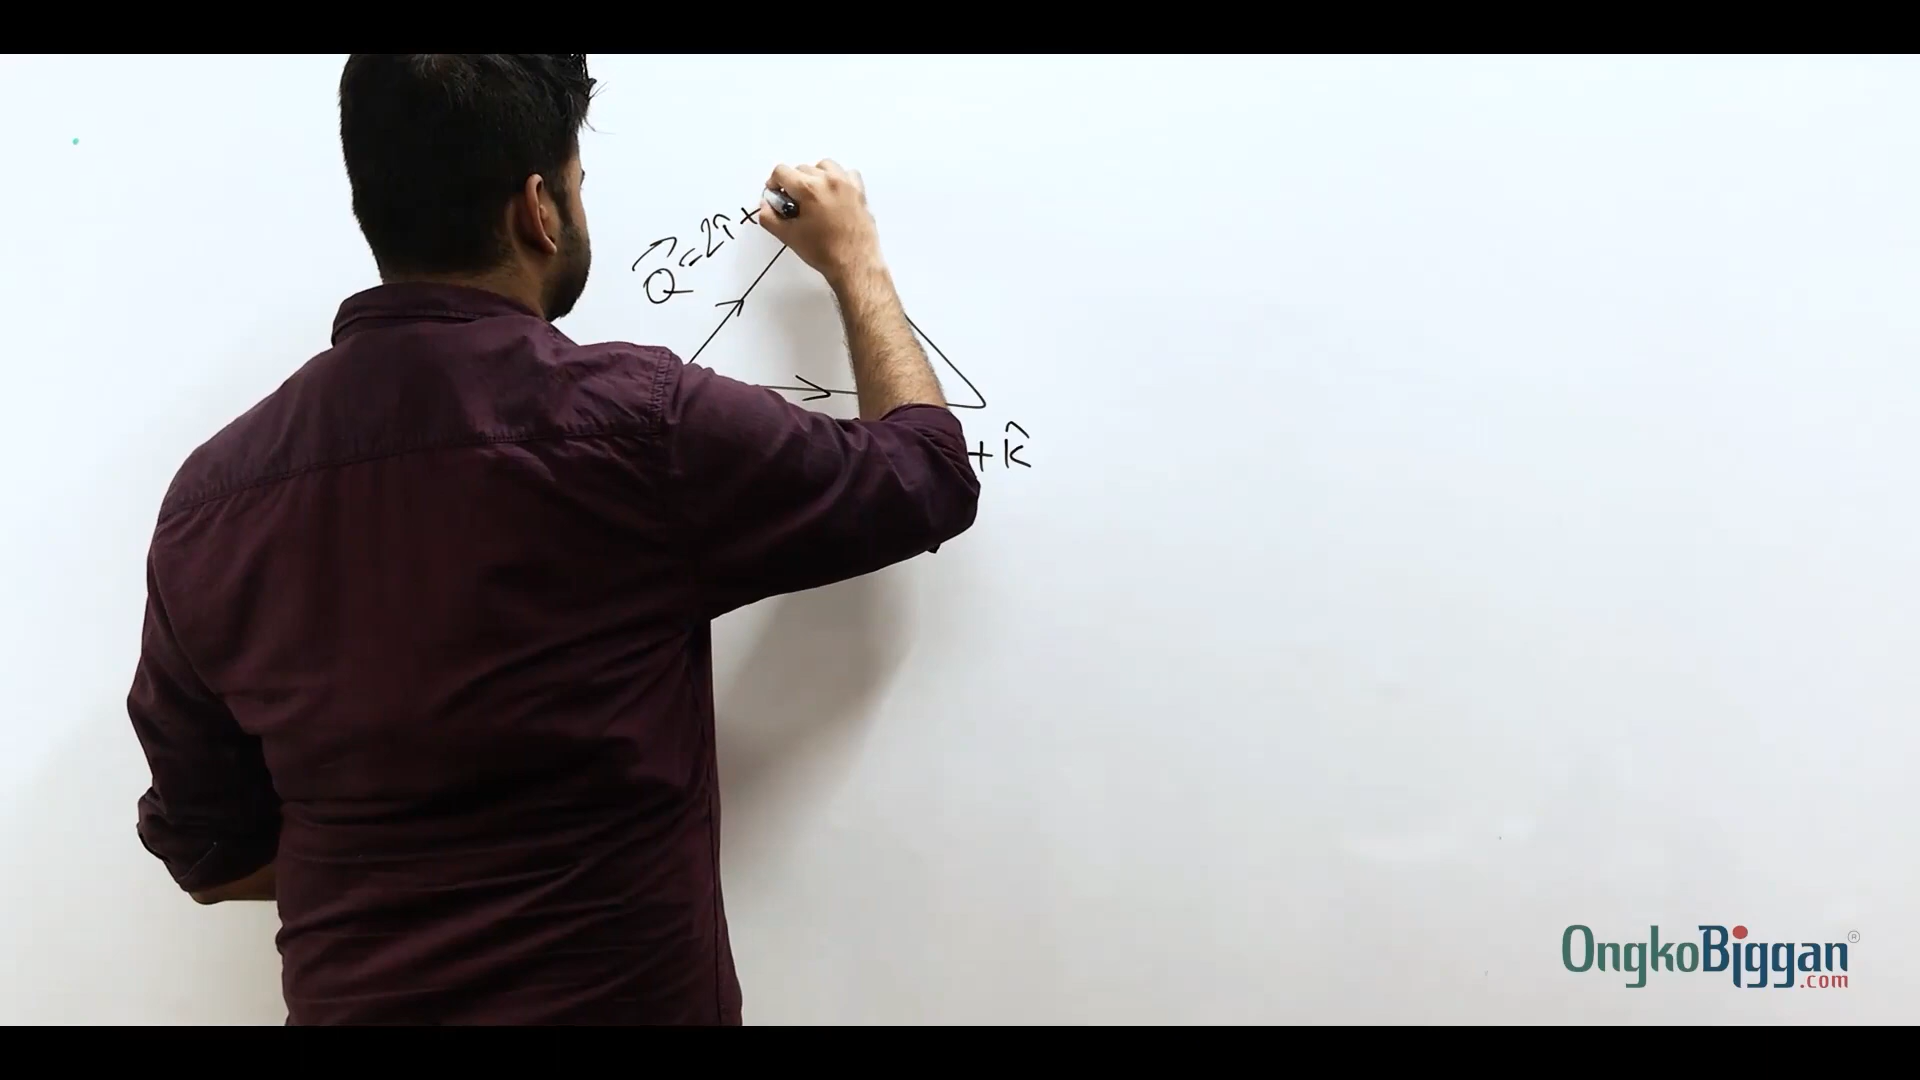 Q⃗ = 2î +
+ k̂
OngkoBiggan®
.com